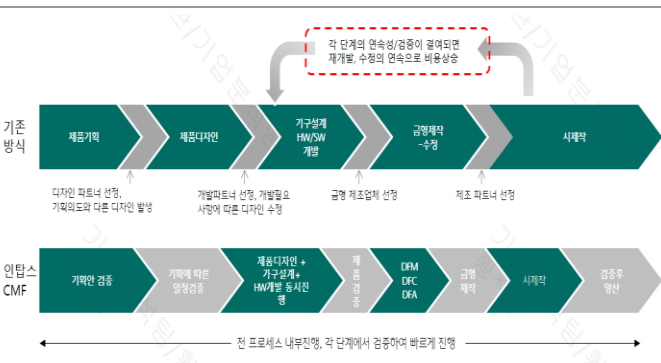 각 단계의 연속성/검증이 결여되면
재개발, 수정의 연속으로 비용상승
기존
방식
제품기획
제품디자인
기구설계
HW/SW
개발
금형제작
-수정
시제작
디자인 파트너 선정,
기획의도와 다른 디자인 발생
개발파트너 선정, 개발필요
사항에 따른 디자인 수정
금형 제조업체 선정
제조 파트너 선정
인탑스
CMF
기획안 검증
기획에 따른
일정검증
제품디자인 +
기구설계+
HW개발 동시진
행
제
품
검
증
DFM
DFC
DFA
금형
제작
시제작
검증후
양산
전 프로세스 내부진행, 각 단계에서 검증하여 빠르게 진행